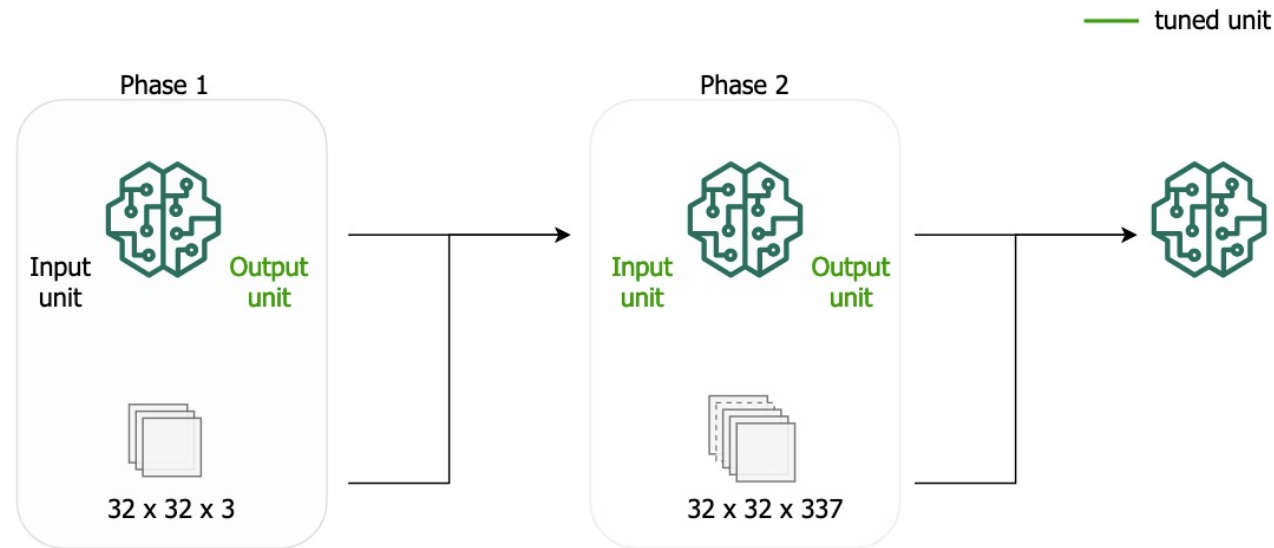 tuned unit
Phase 1
Phase 2
Input
unit
Output
unit
Input
unit
Output
unit
32 x 32 x 3
32 x 32 x 337